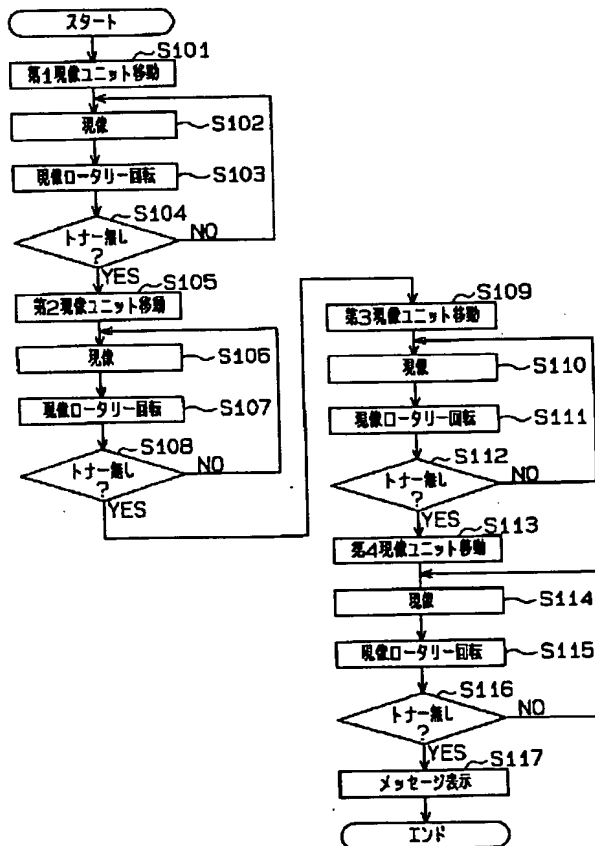 スタート
S101
第1現像ユニット移動
現像
S102
現像ロータリー回転
S103
S104
トナー無し
?
NO
YES
S105
第2現像ユニット移動
現像
S106
現像ロータリー回転
S107
S108
トナー無し
?
NO
YES
S109
第3現像ユニット移動
現像
S110
現像ロータリー回転
S111
S112
トナー無し
?
NO
YES
S113
第4現像ユニット移動
現像
S114
現像ロータリー回転
S115
S116
トナー無し
?
NO
YES
S117
メッセージ表示
エンド